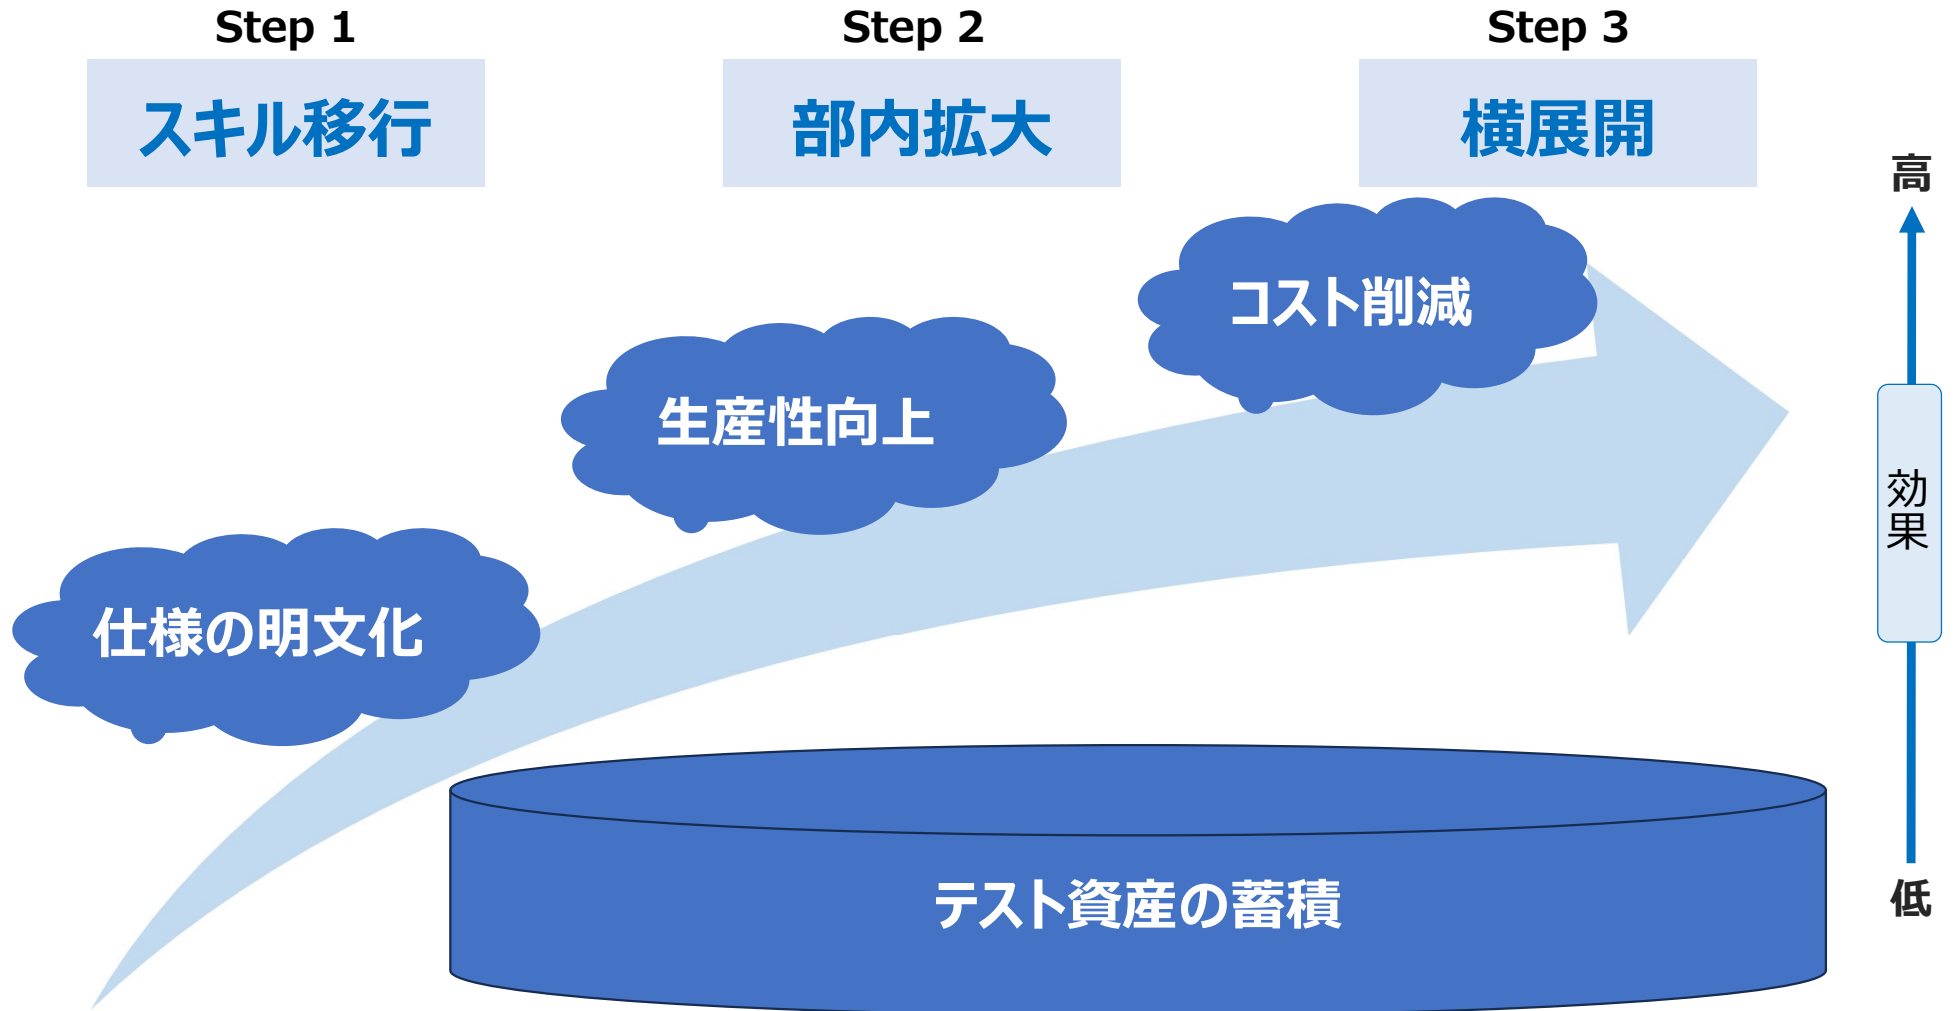 Step 1
Step 2
Step 3
スキル移行
部内拡大
横展開
高
コスト削減
生産性向上
効果
仕様の明文化
テスト資産の蓄積
低